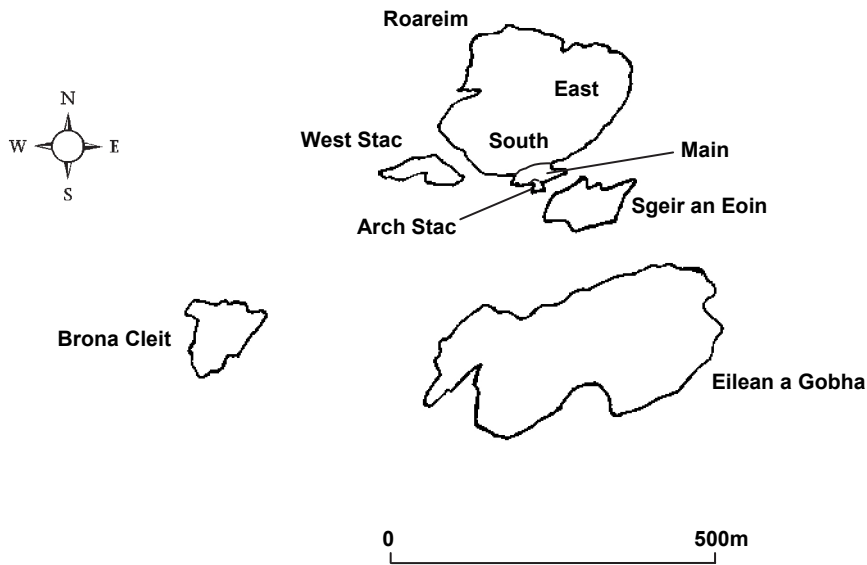 Roareim
East
N
W E
S
West Stac
South
Main
Sgeir an Eoin
Arch Stac
Brona Cleit
Eilean a Gobha
0 500m